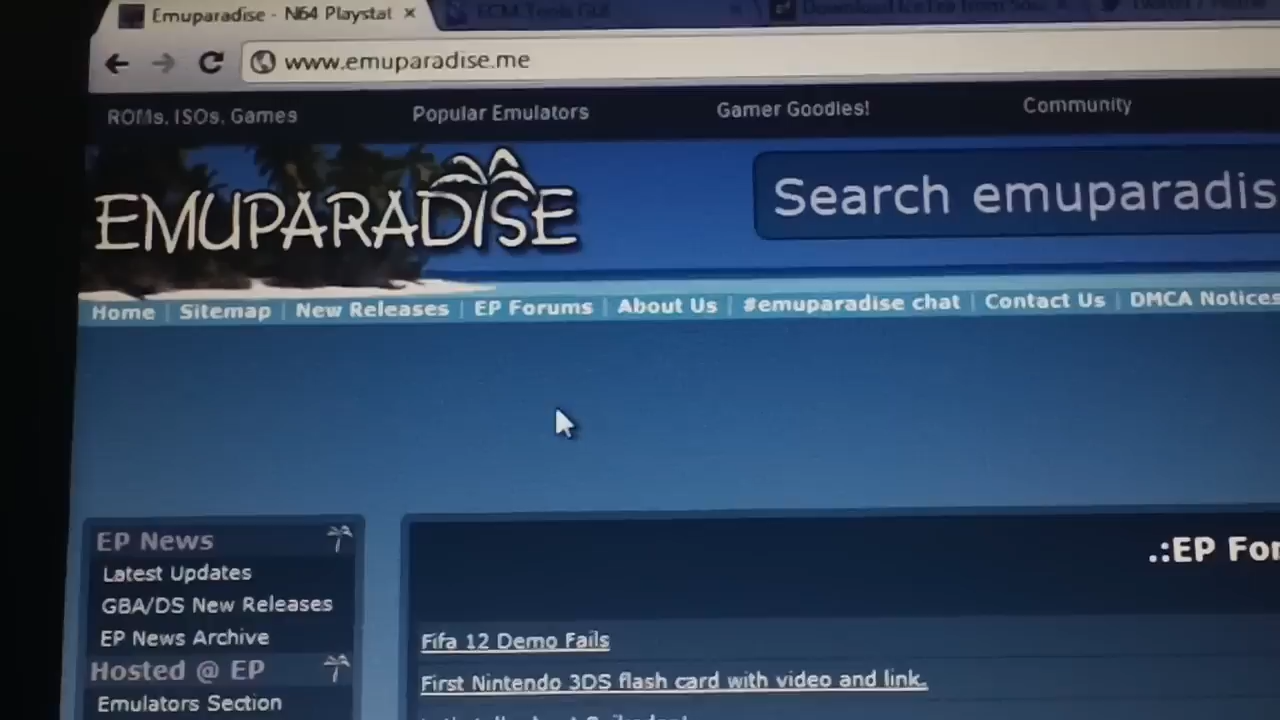 Emuparadise - N64 Playstat
ECM Tools GUI
www.emuparadise.me
ROMs, ISOs, Games
Popular Emulators
Gamer Goodies!
Community
EMUPARADISE
Search emuparadis
Home | Sitemap | New Releases | EP Forums | About Us | #emuparadise chat | Contact Us | DMCA Notices
EP News
Latest Updates
GBA/DS New Releases
EP News Archive
Hosted @ EP
Emulators Section
.:EP For
Fifa 12 Demo Fails
First Nintendo 3DS flash card with video and link.